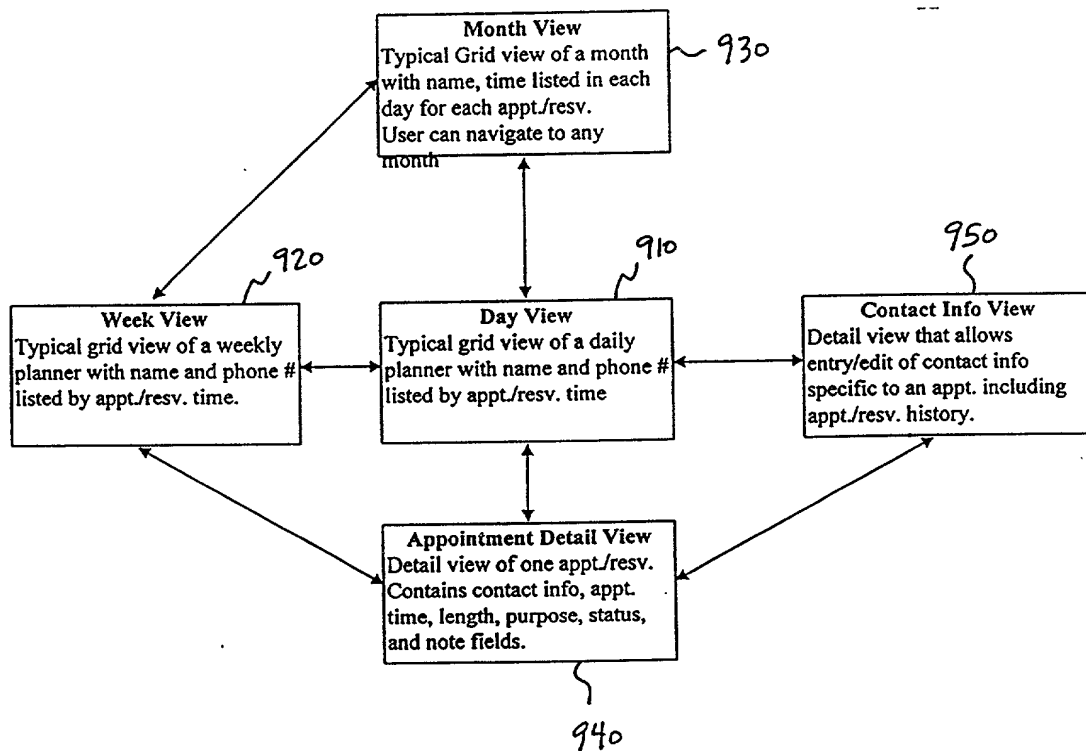 Month View
Typical Grid view of a month
with name, time listed in each
day for each appt./resv.
User can navigate to any
month
930
920
Week View
Typical grid view of a weekly
planner with name and phone #
listed by appt./resv. time.
910
Day View
Typical grid view of a daily
planner with name and phone #
listed by appt./resv. time
950
Contact Info View
Detail view that allows
entry/edit of contact info
specific to an appt. including
appt./resv. history.
Appointment Detail View
Detail view of one appt./resv.
Contains contact info, appt.
time, length, purpose, status,
and note fields.
940